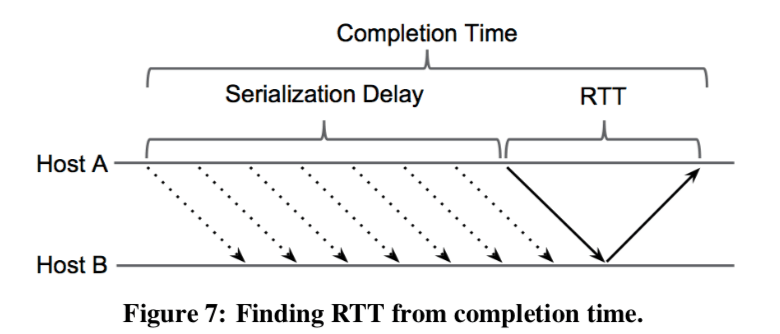 Completion Time
Serialization Delay RTT
Host A
Host B
Figure 7: Finding RTT from completion time.